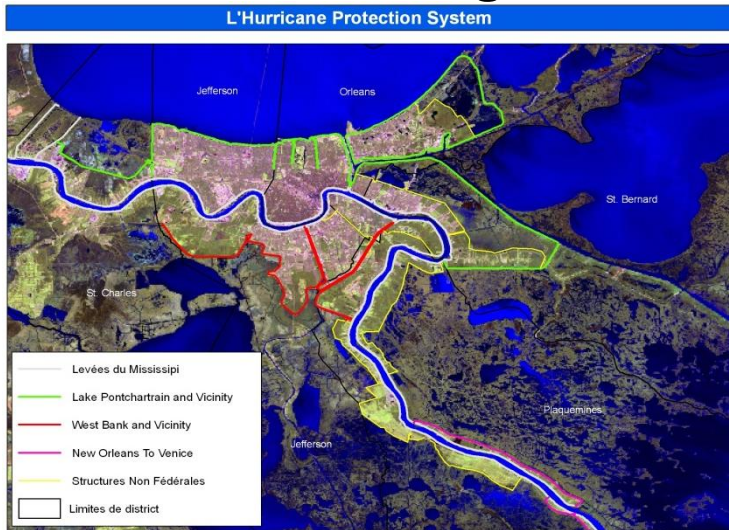 L'Hurricane Protection System
Jefferson
Orleans
St. Bernard
St. Charles
Plaquemines
Jefferson
Levées du Mississipi
Lake Pontchartrain and Vicinity
West Bank and Vicinity
New Orleans To Venice
Structures Non Fédérales
Limites de district